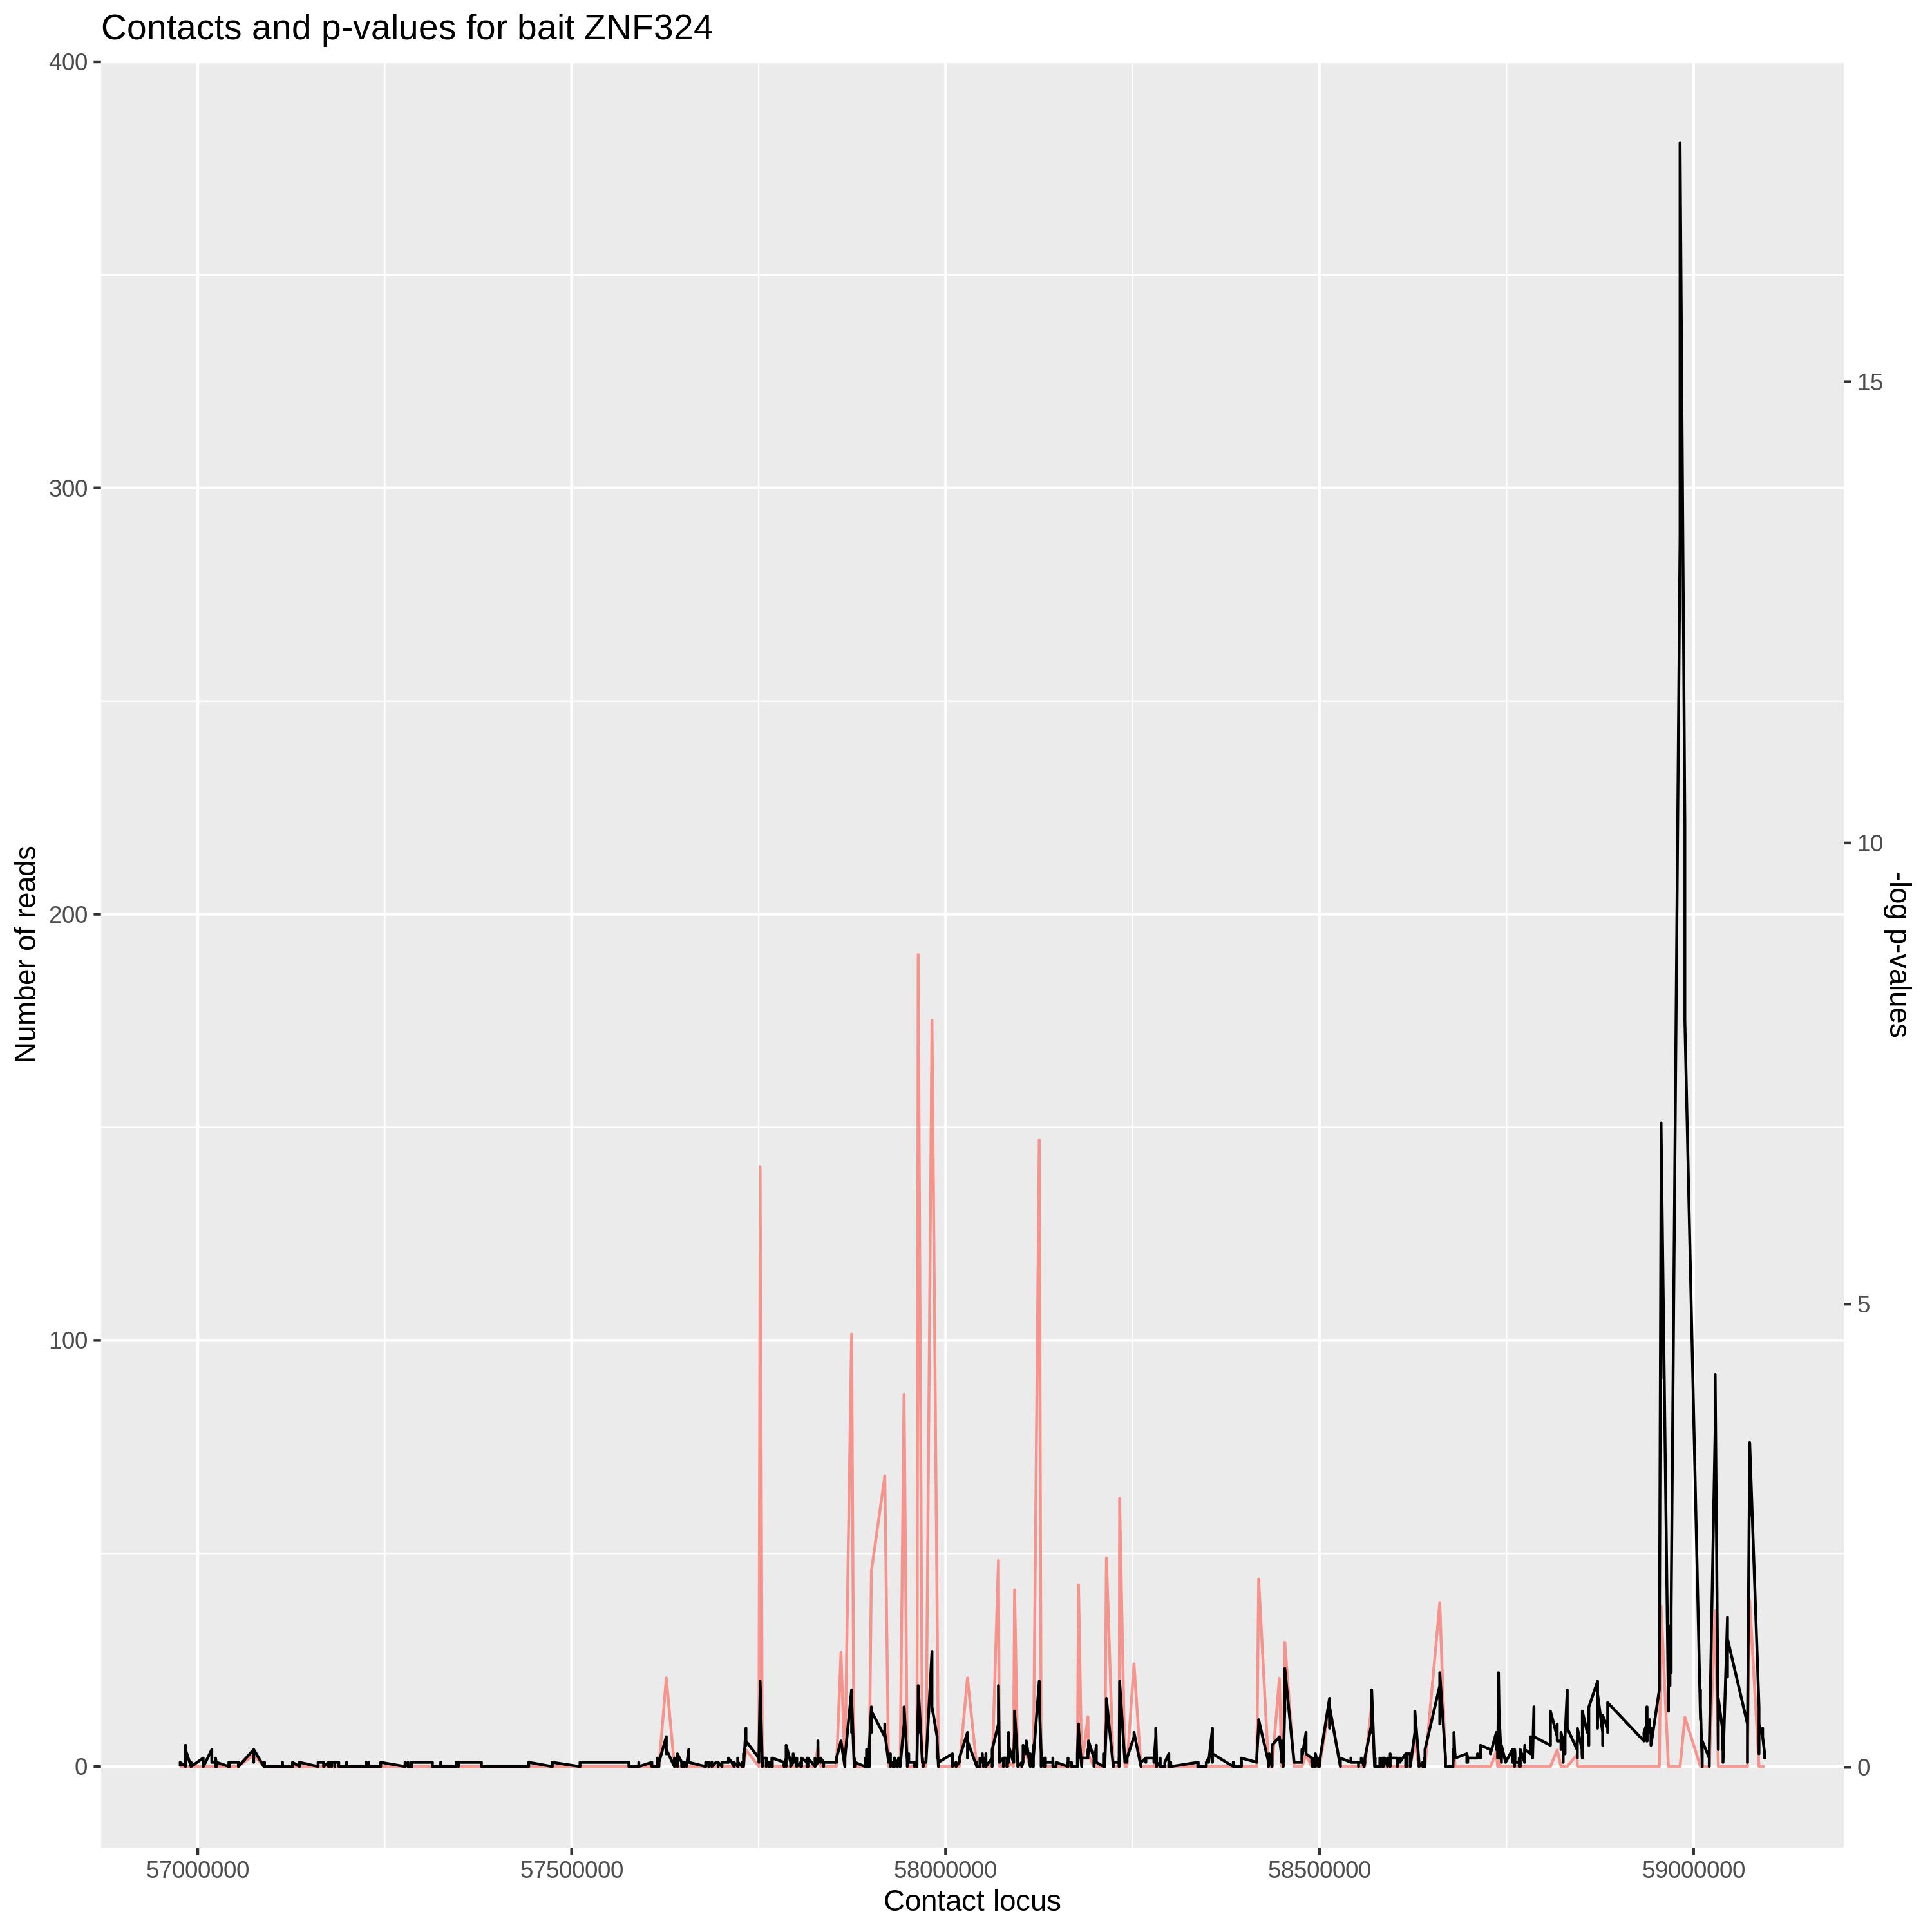 Contacts and p-values for bait ZNF324
400
300
200
100
0
Number of reads
15
10
5
0
-log p-values
57000000 57500000 58000000 58500000 59000000
Contact locus